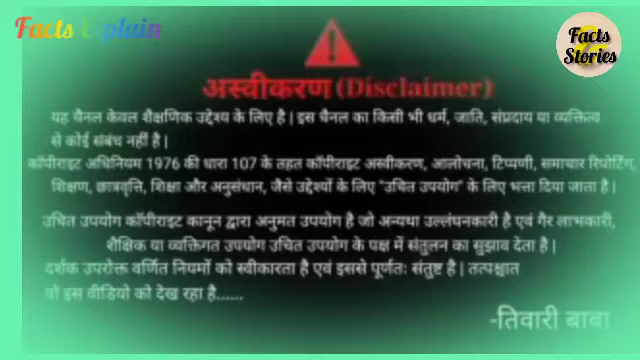 Facts Explain
Facts
Stories
2
अस्वीकरण (Disclaimer)
यह चैनल केवल शैक्षणिक उद्देश्य के लिए है | इस चैनल का किसी भी धर्म, जाति, संप्रदाय या व्यक्तित्व
से कोई संबंध नहीं है |
कॉपीराइट अधिनियम 1976 की धारा 107 के तहत कॉपीराइट अस्वीकरण, आलोचना, टिप्पणी, समाचार रिपोर्टिंग,
शिक्षण, छात्रवृत्ति, शिक्षा और अनुसंधान, जैसे उद्देश्यों के लिए "उचित उपयोग" के लिए भत्ता दिया जाता है |
उचित उपयोग कॉपीराइट कानून द्वारा अनुमत उपयोग है जो अन्यथा उल्लंघनकारी है एवं गैर लाभकारी,
शैक्षिक या व्यक्तिगत उपयोग उचित उपयोग के पक्ष में संतुलन का सुझाव देता है |
दर्शक उपरोक्त वर्णित नियमों को स्वीकारता है एवं इससे पूर्णतः संतुष्ट है | तत्पश्चात
वो इस वीडियो को देख रहा है......
-तिवारी बाबा